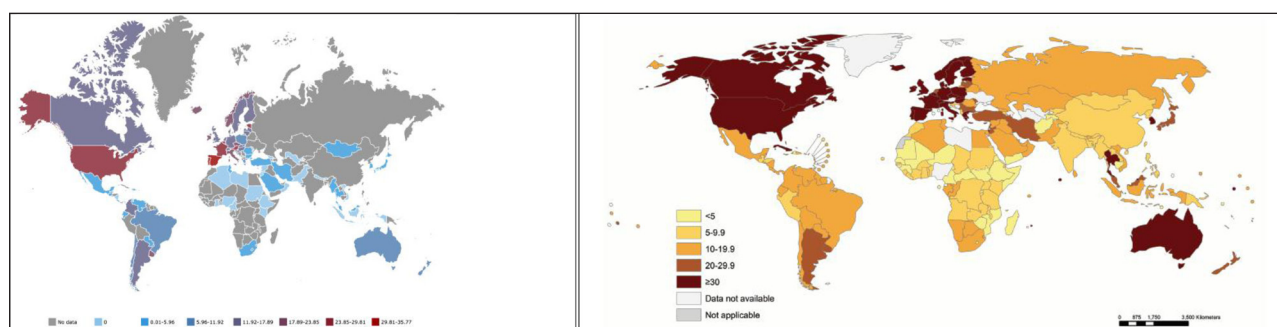 No data 0 0.01-5.96 5.96-11.92 11.92-17.89 17.89-23.85 23.85-29.81 29.81-35.77
<5
5-9.9
10-19.9
20-29.9
≥30
Data not available
Not applicable
0 875 1,750 3,500 Kilometers